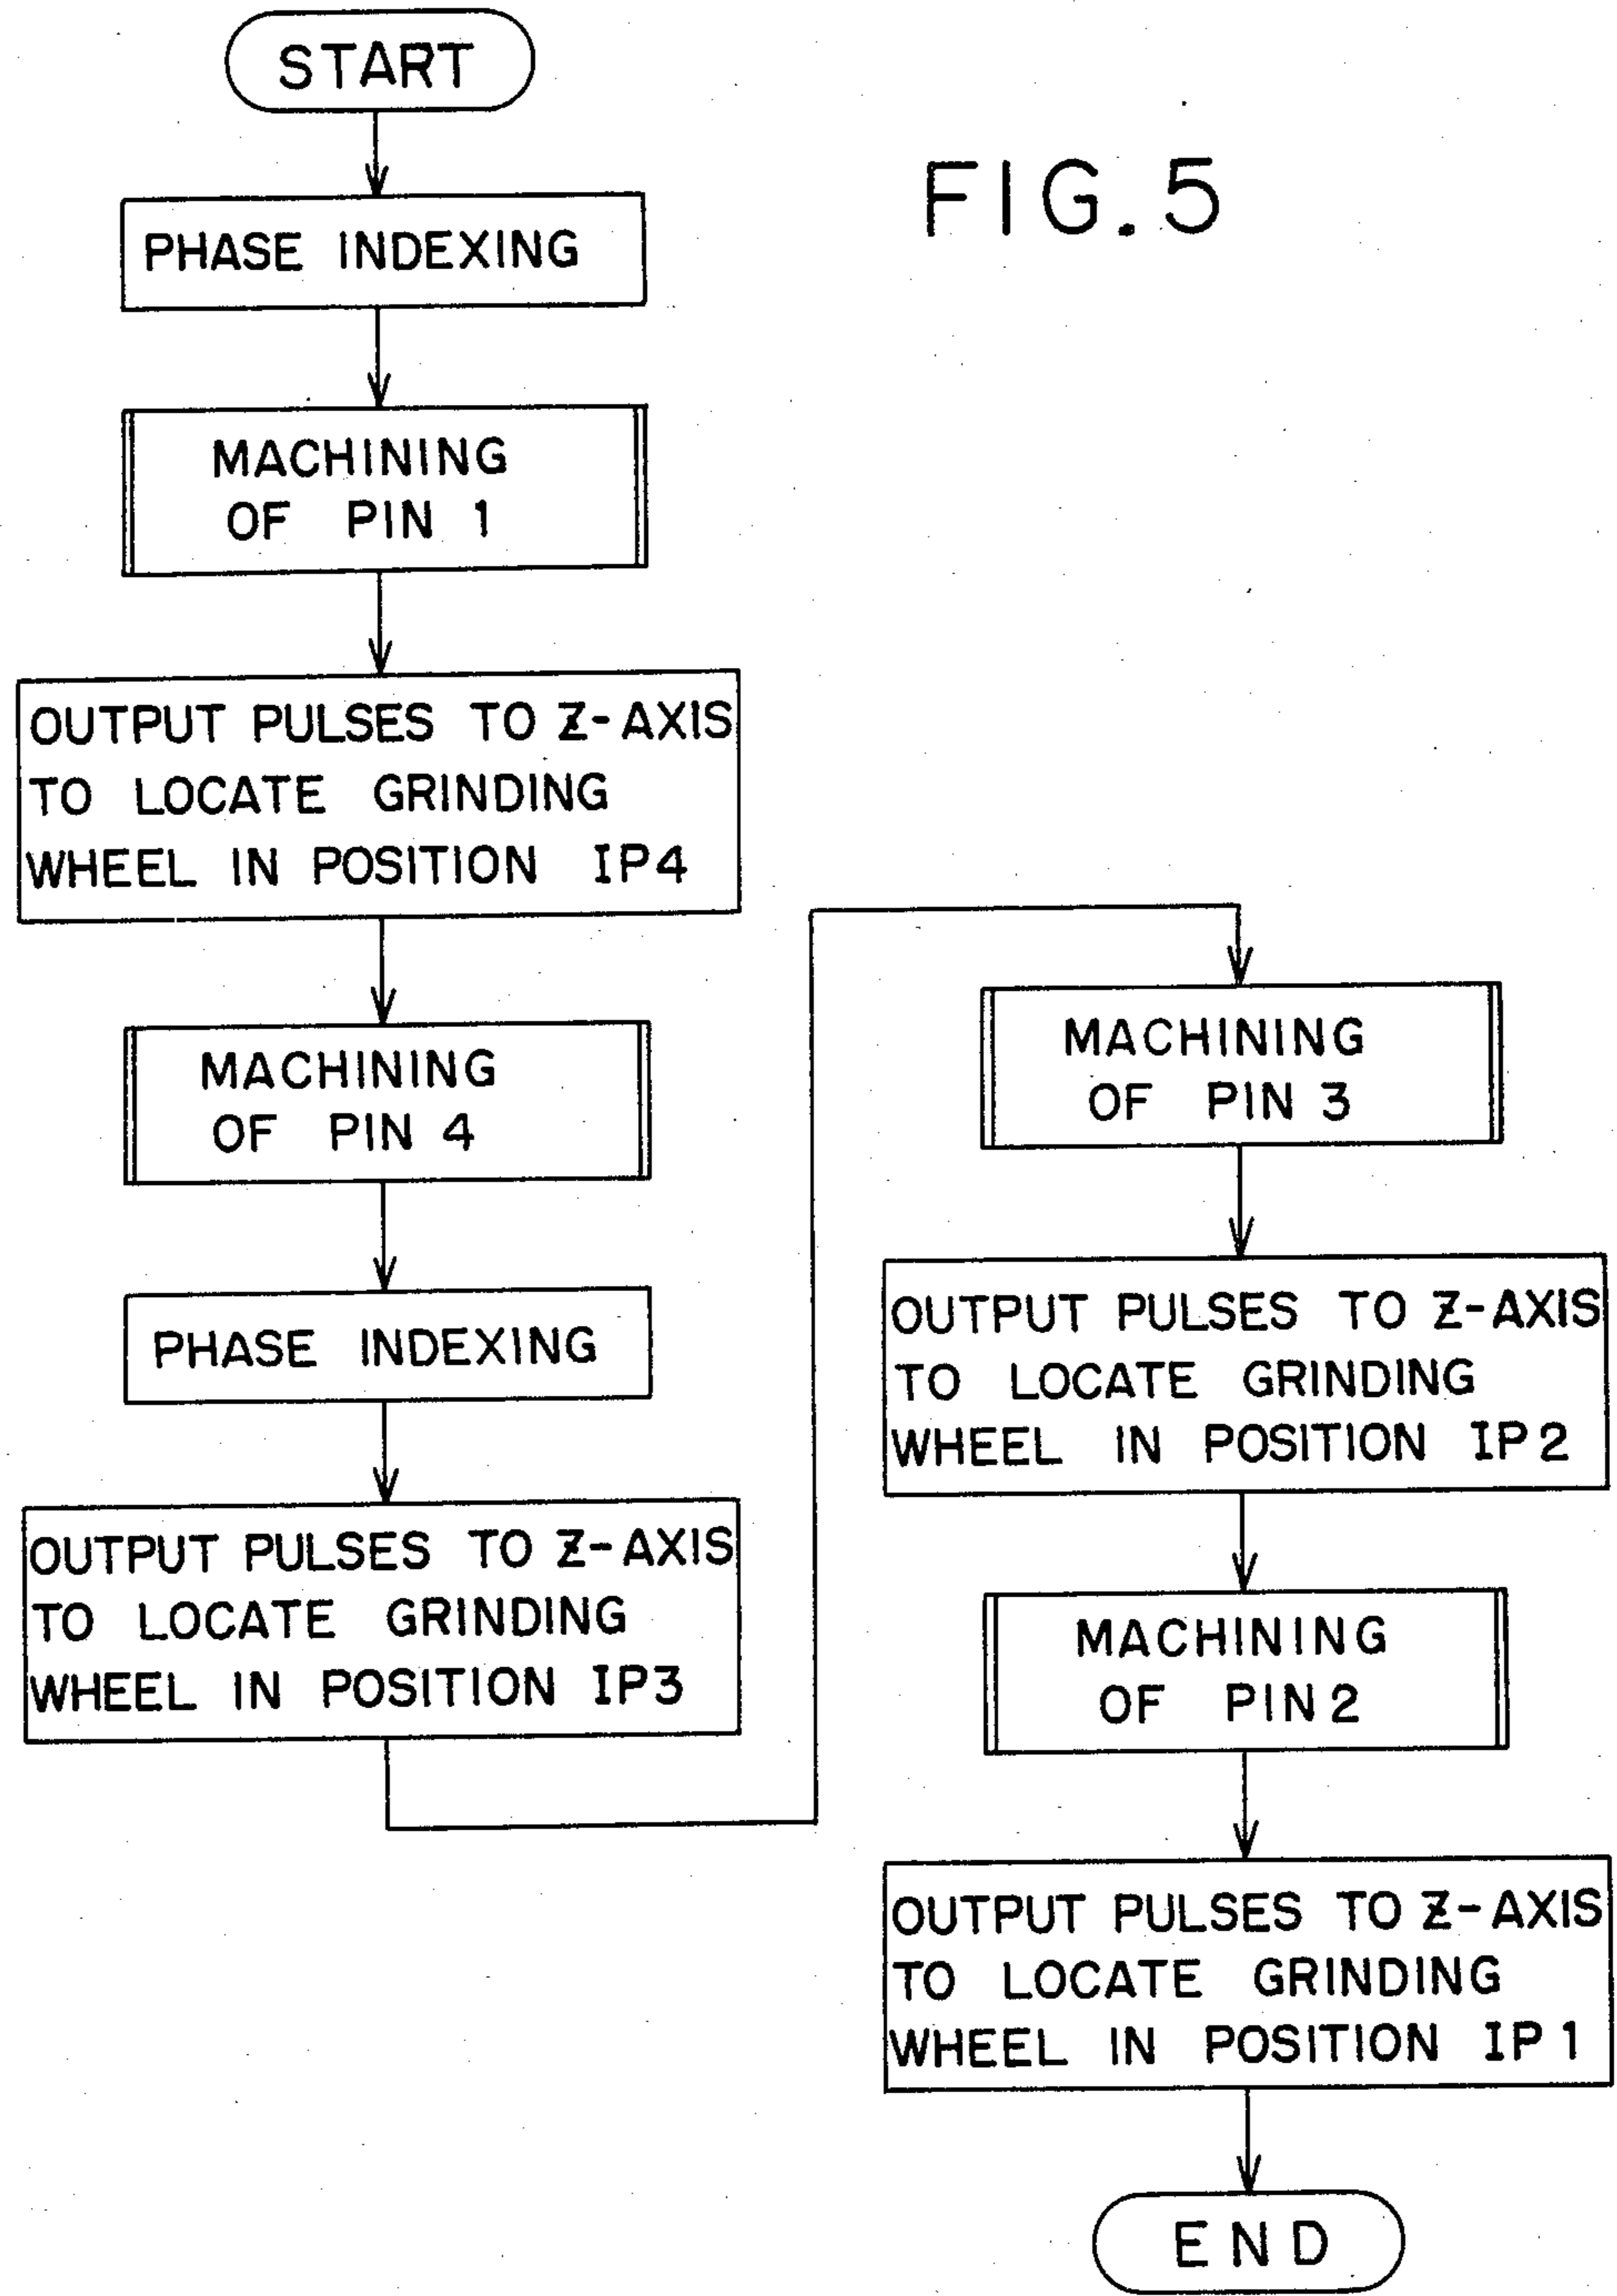 START
FIG. 5
PHASE INDEXING
MACHINING
OF PIN 1
OUTPUT PULSES TO Z-AXIS
TO LOCATE GRINDING
WHEEL IN POSITION IP4
MACHINING
OF PIN 4
PHASE INDEXING
OUTPUT PULSES TO Z-AXIS
TO LOCATE GRINDING
WHEEL IN POSITION IP3
MACHINING
OF PIN 3
OUTPUT PULSES TO Z-AXIS
TO LOCATE GRINDING
WHEEL IN POSITION IP2
MACHINING
OF PIN 2
OUTPUT PULSES TO Z-AXIS
TO LOCATE GRINDING
WHEEL IN POSITION IP1
END